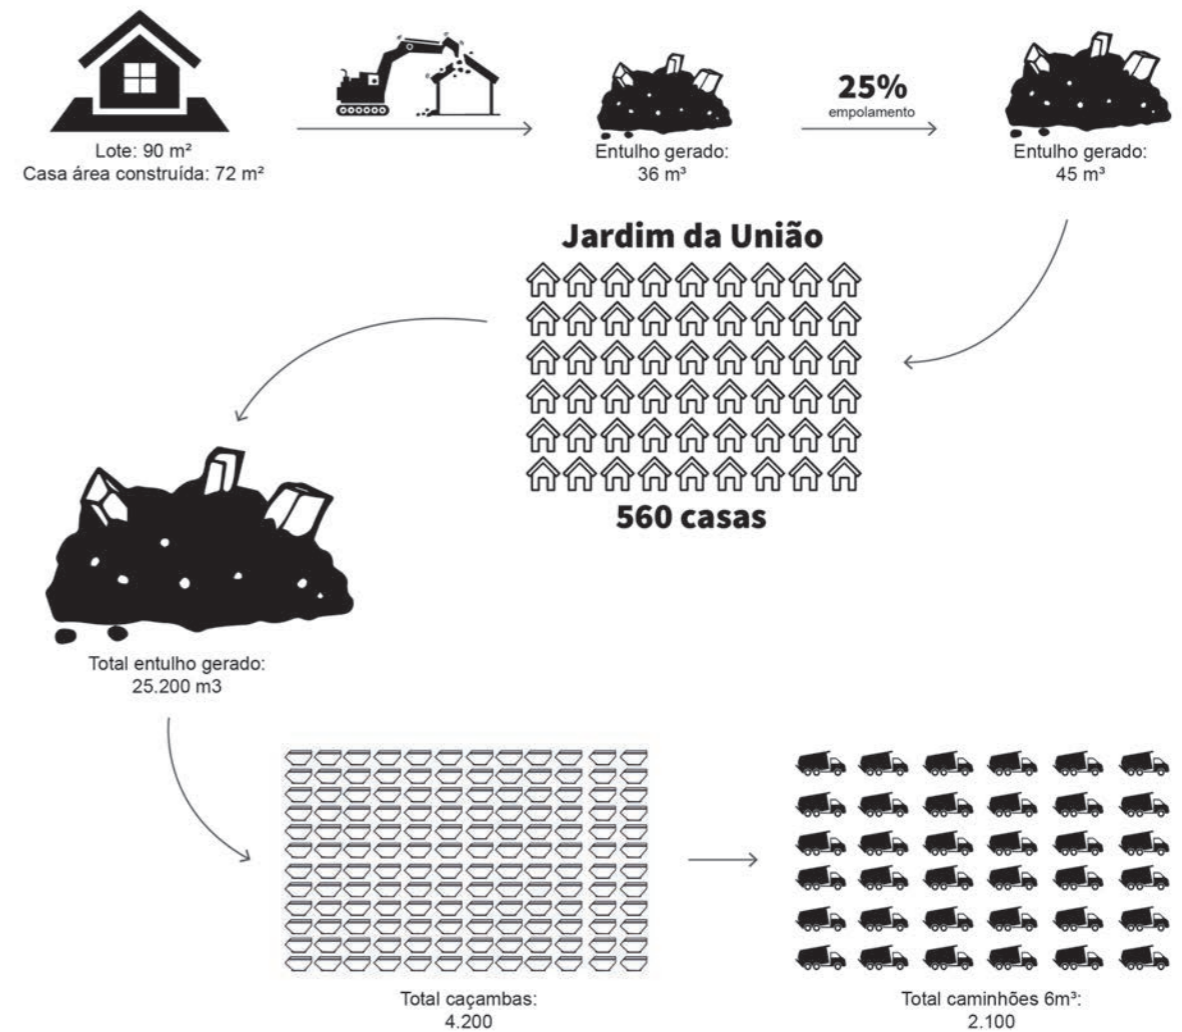 Lote: 90 m²
Casa área construída: 72 m²
Entulho gerado:
36 m³
25%
empolamento
Entulho gerado:
45 m³
Jardim da União
560 casas
Total entulho gerado:
25.200 m3
Total caçambas:
4.200
Total caminhões 6m³:
2.100